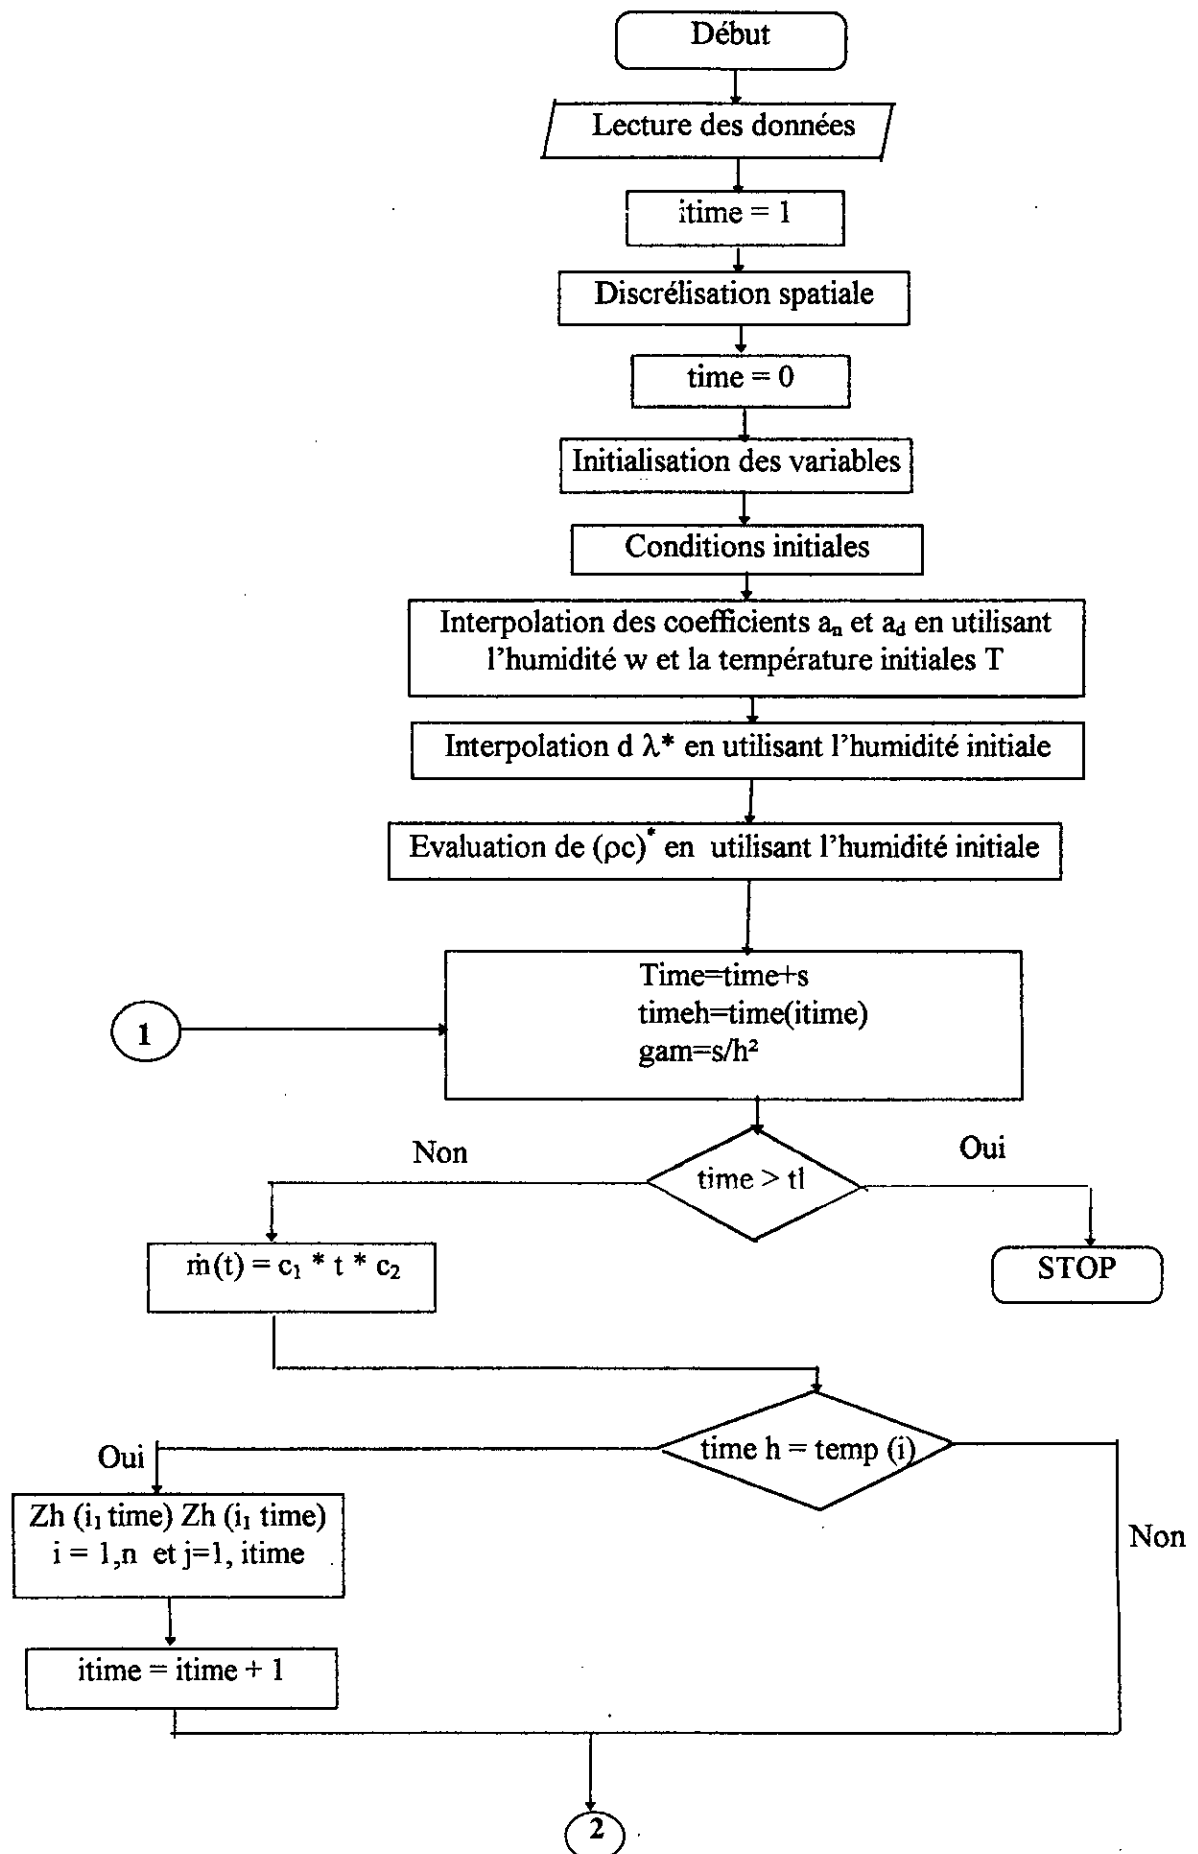 Début
Lecture des données
itime = 1
Discrélisation spatiale
time = 0
Initialisation des variables
Conditions initiales
Interpolation des coefficients aₙ et a_d en utilisant
l'humidité w et la température initiales T
Interpolation d λ* en utilisant l'humidité initiale
Evaluation de (ρc)* en utilisant l'humidité initiale
Time=time+s
timeh=time(itime)
gam=s/h²
1
Non
Oui
time > tl
ṁ(t) = c₁ * t * c₂
STOP
time h = temp (i)
Oui
Zh (i₁ time) Zh (i₁ time)
i = 1,n et j=1, itime
Non
itime = itime + 1
2